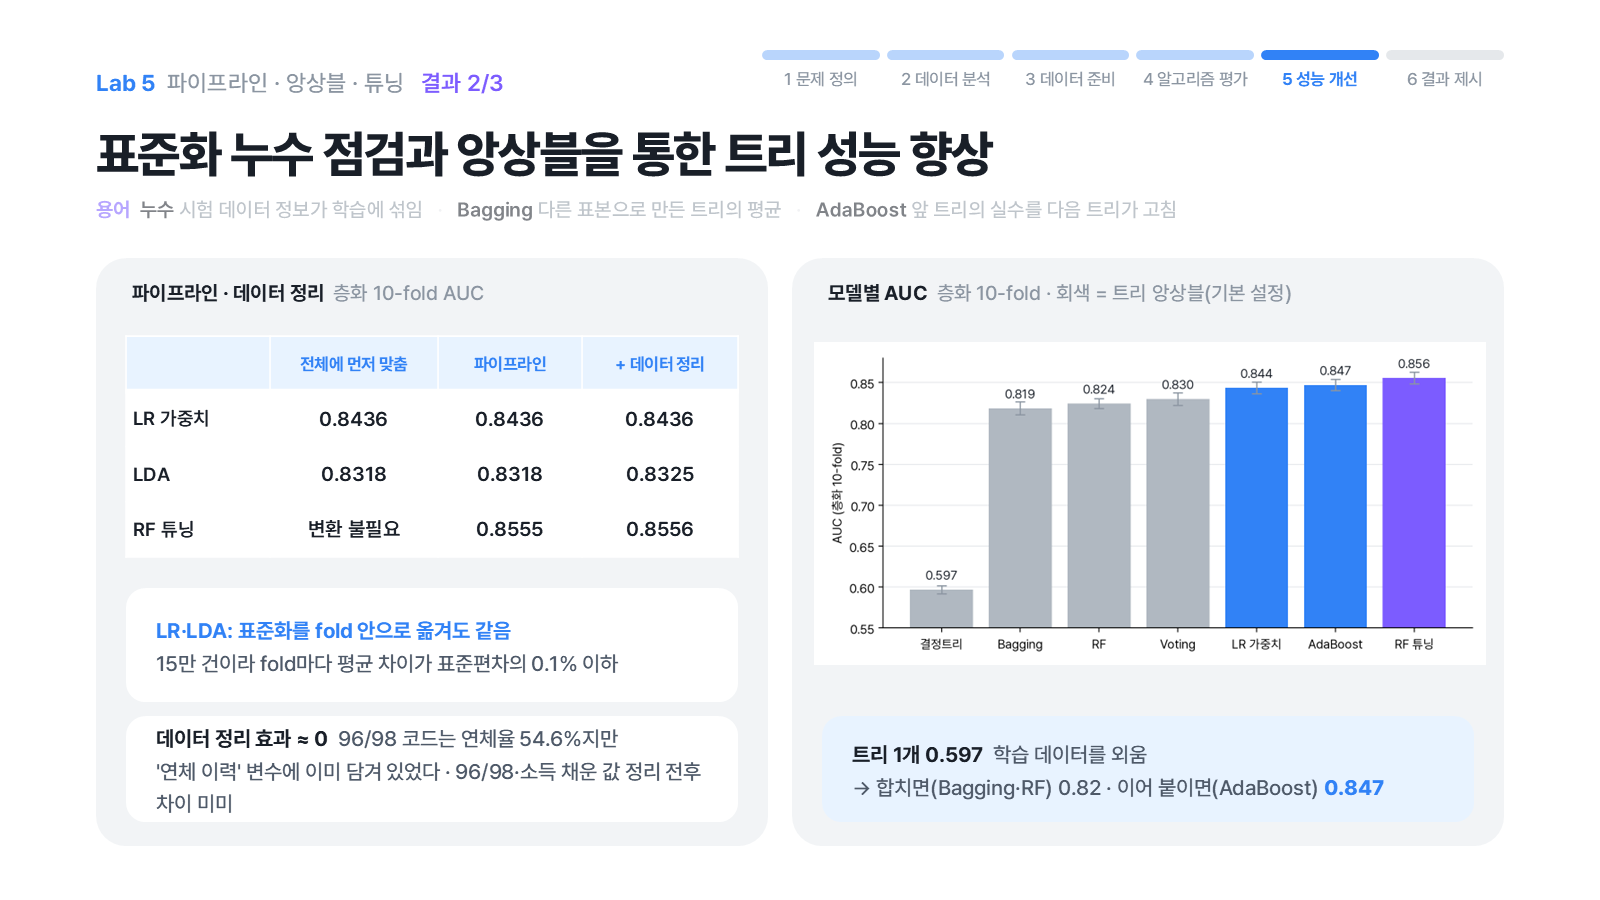 Lab 5 파이프라인 · 앙상블 · 튜닝 결과 2/3
1 문제 정의
2 데이터 분석
3 데이터 준비
4 알고리즘 평가
5 성능 개선
6 결과 제시
표준화 누수 점검과 앙상블을 통한 트리 성능 향상
용어 누수 시험 데이터 정보가 학습에 섞임 · Bagging 다른 표본으로 만든 트리의 평균 · AdaBoost 앞 트리의 실수를 다음 트리가 고침
파이프라인 · 데이터 정리 층화 10-fold AUC
전체에 먼저 맞춤 파이프라인 + 데이터 정리
LR 가중치 0.8436 0.8436 0.8436
LDA 0.8318 0.8318 0.8325
RF 튜닝 변환 불필요 0.8555 0.8556
LR·LDA: 표준화를 fold 안으로 옮겨도 같음
15만 건이라 fold마다 평균 차이가 표준편차의 0.1% 이하
데이터 정리 효과 ≈ 0 96/98 코드는 연체율 54.6%지만
'연체 이력' 변수에 이미 담겨 있었다 · 96/98·소득 채운 값 정리 전후
차이 미미
모델별 AUC 층화 10-fold · 회색 = 트리 앙상블(기본 설정)
AUC (층화 10-fold)
0.85
0.80
0.75
0.70
0.65
0.60
0.55
0.597
0.819
0.824
0.830
0.844
0.847
0.856
결정트리
Bagging
RF
Voting
LR 가중치
AdaBoost
RF 튜닝
트리 1개 0.597 학습 데이터를 외움
→ 합치면(Bagging·RF) 0.82 · 이어 붙이면(AdaBoost) 0.847